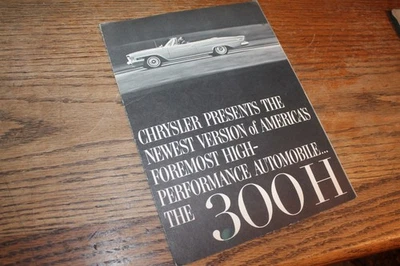 CHRYSLER PRESENTS THE
NEWEST VERSION of AMERICA'S
FOREMOST HIGH-
PERFORMANCE AUTOMOBILE...
THE 300H